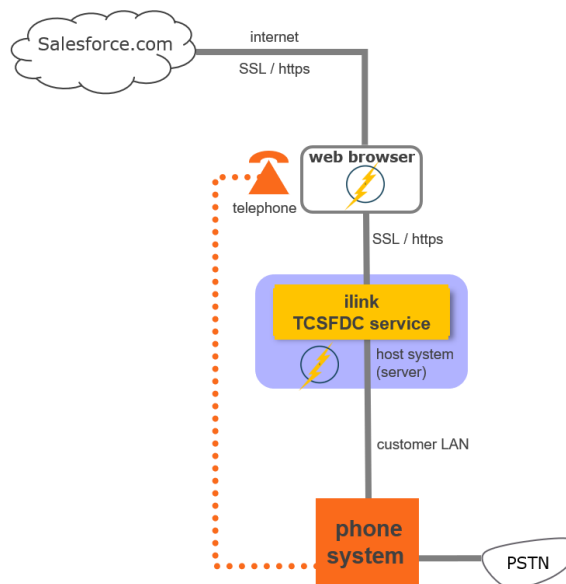 Salesforce.com
internet
SSL / https
web browser
telephone
SSL / https
ilink
TCSFDC service
host system
(server)
customer LAN
phone
system
PSTN